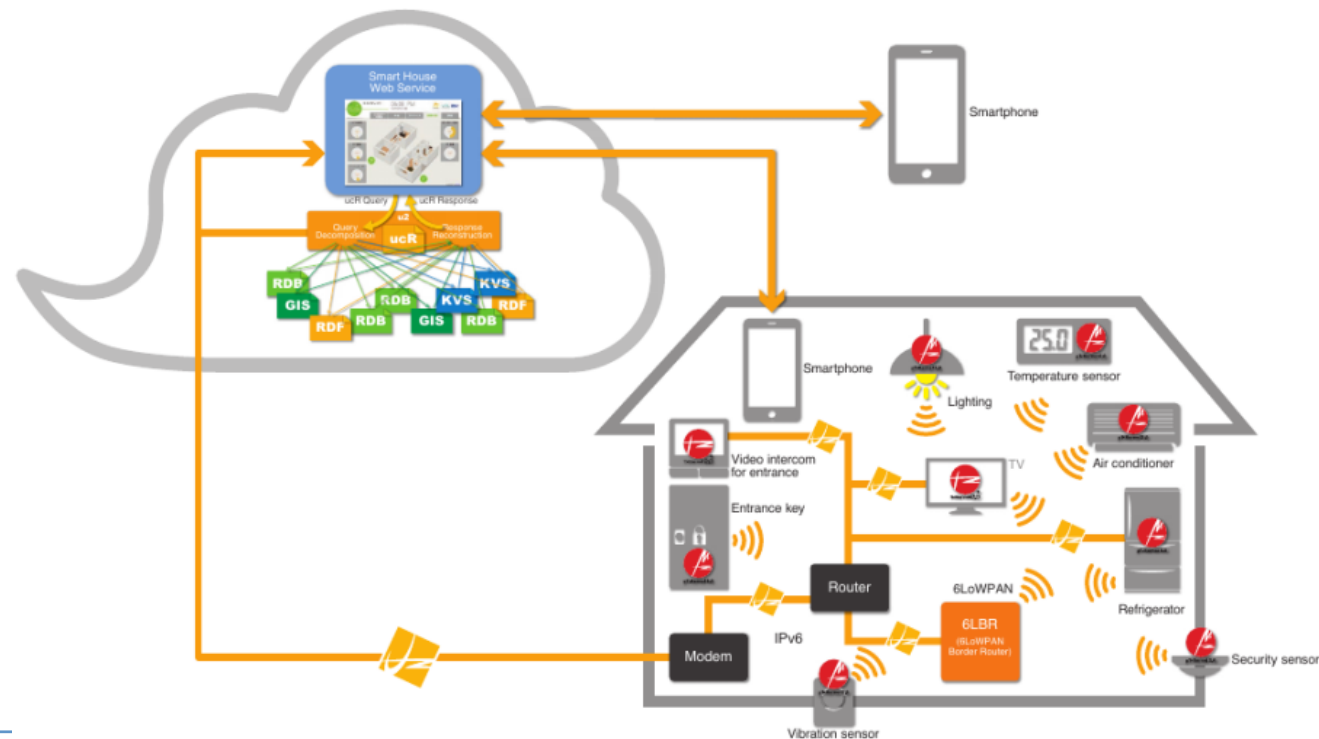 Smart House
Web Service
Smartphone
ucR Query
ucR Response
u2
Query
Decomposition
ucR
Response
Reconstruction
RDB
GIS
RDF
RDB
RDB
GIS
KVS
RDB
KVS
RDF
Smartphone
Lighting
25.0
Temperature sensor
Air conditioner
Video intercom
for entrance
TV
Entrance key
Router
6LoWPAN
Refrigerator
6LBR
(6LoWPAN
Border Router)
IPv6
Modem
Security sensor
Vibration sensor